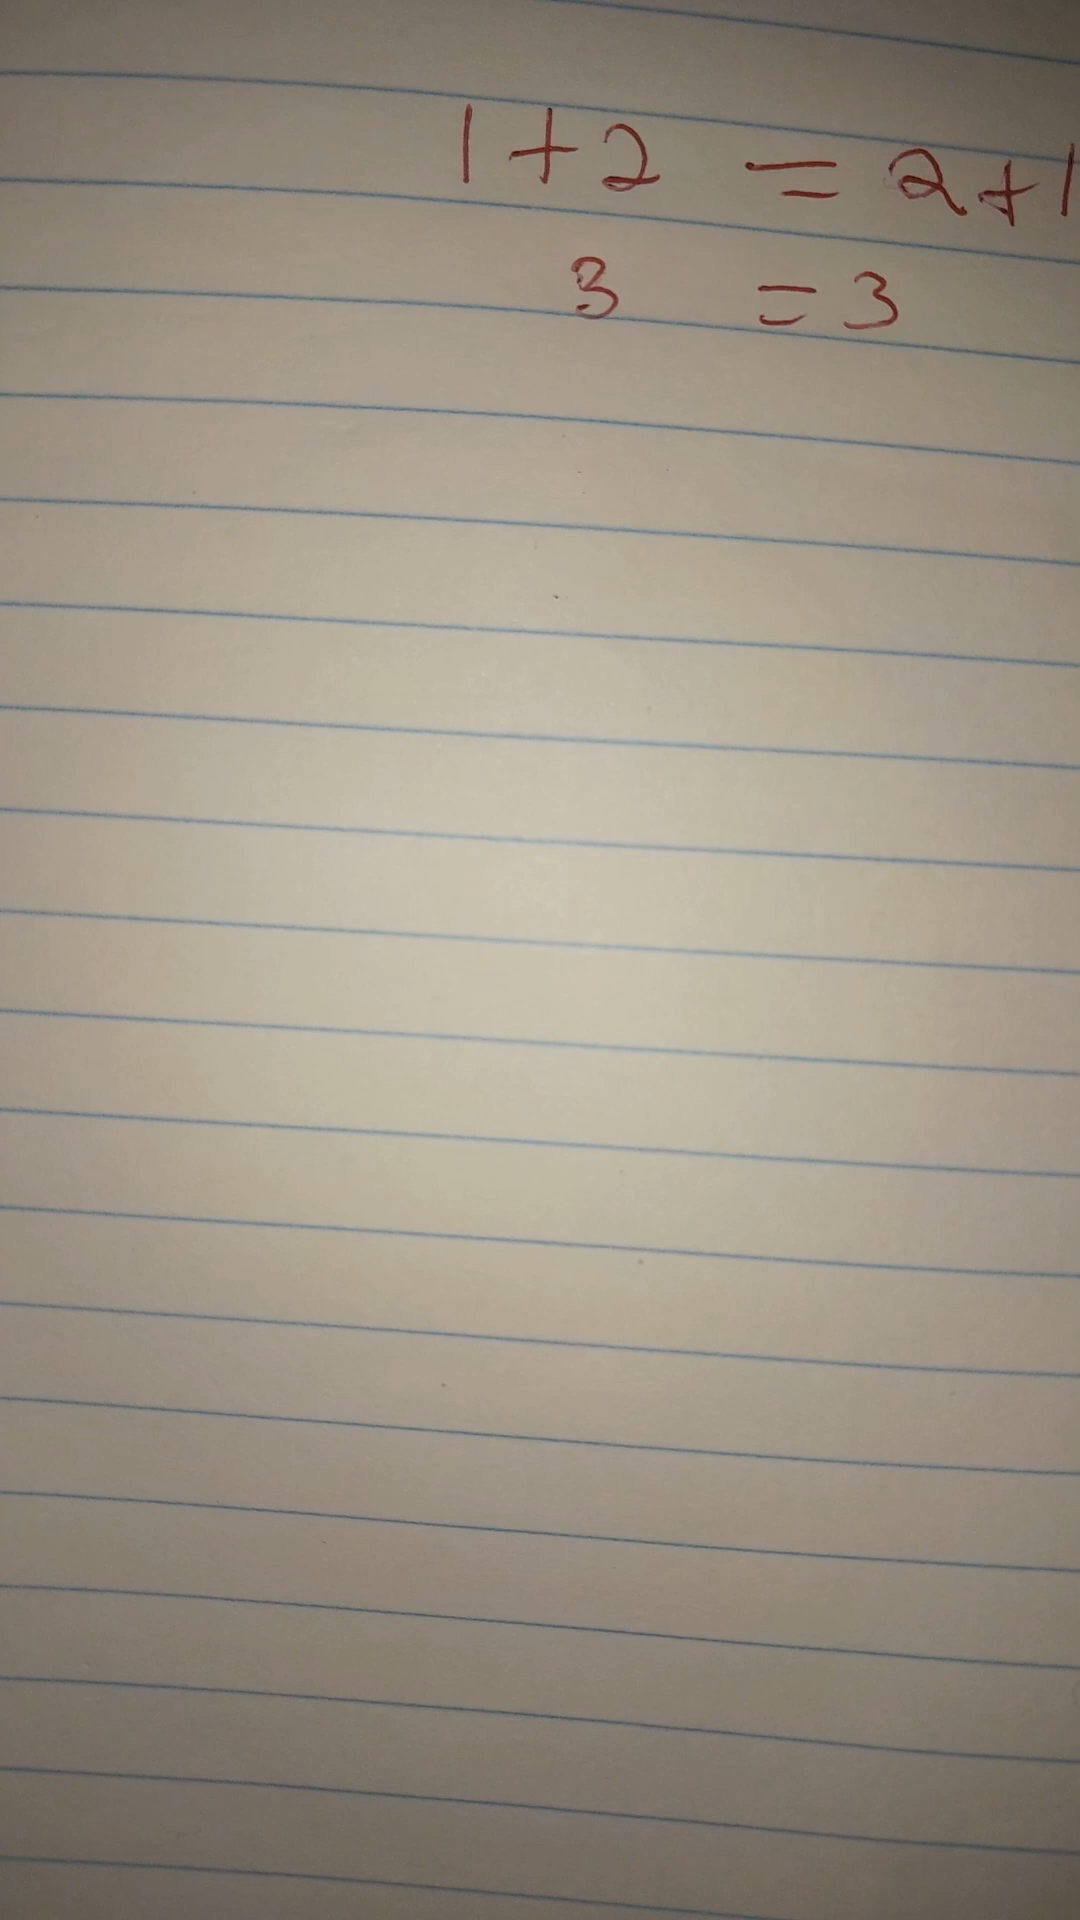 1+2 = 2+1
3 = 3